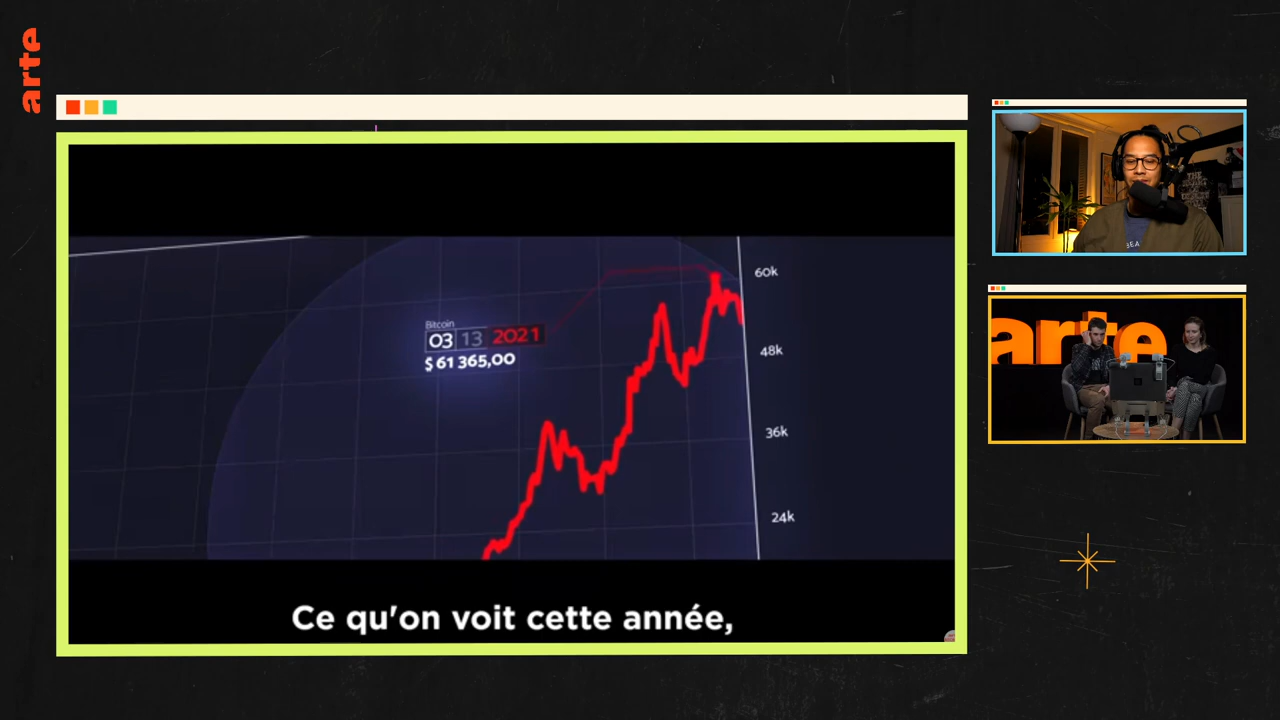 arte
Bitcoin
03 13 2021
$ 61 365,00
60k
48k
36k
24k
Ce qu'on voit cette année,
BEA
arte